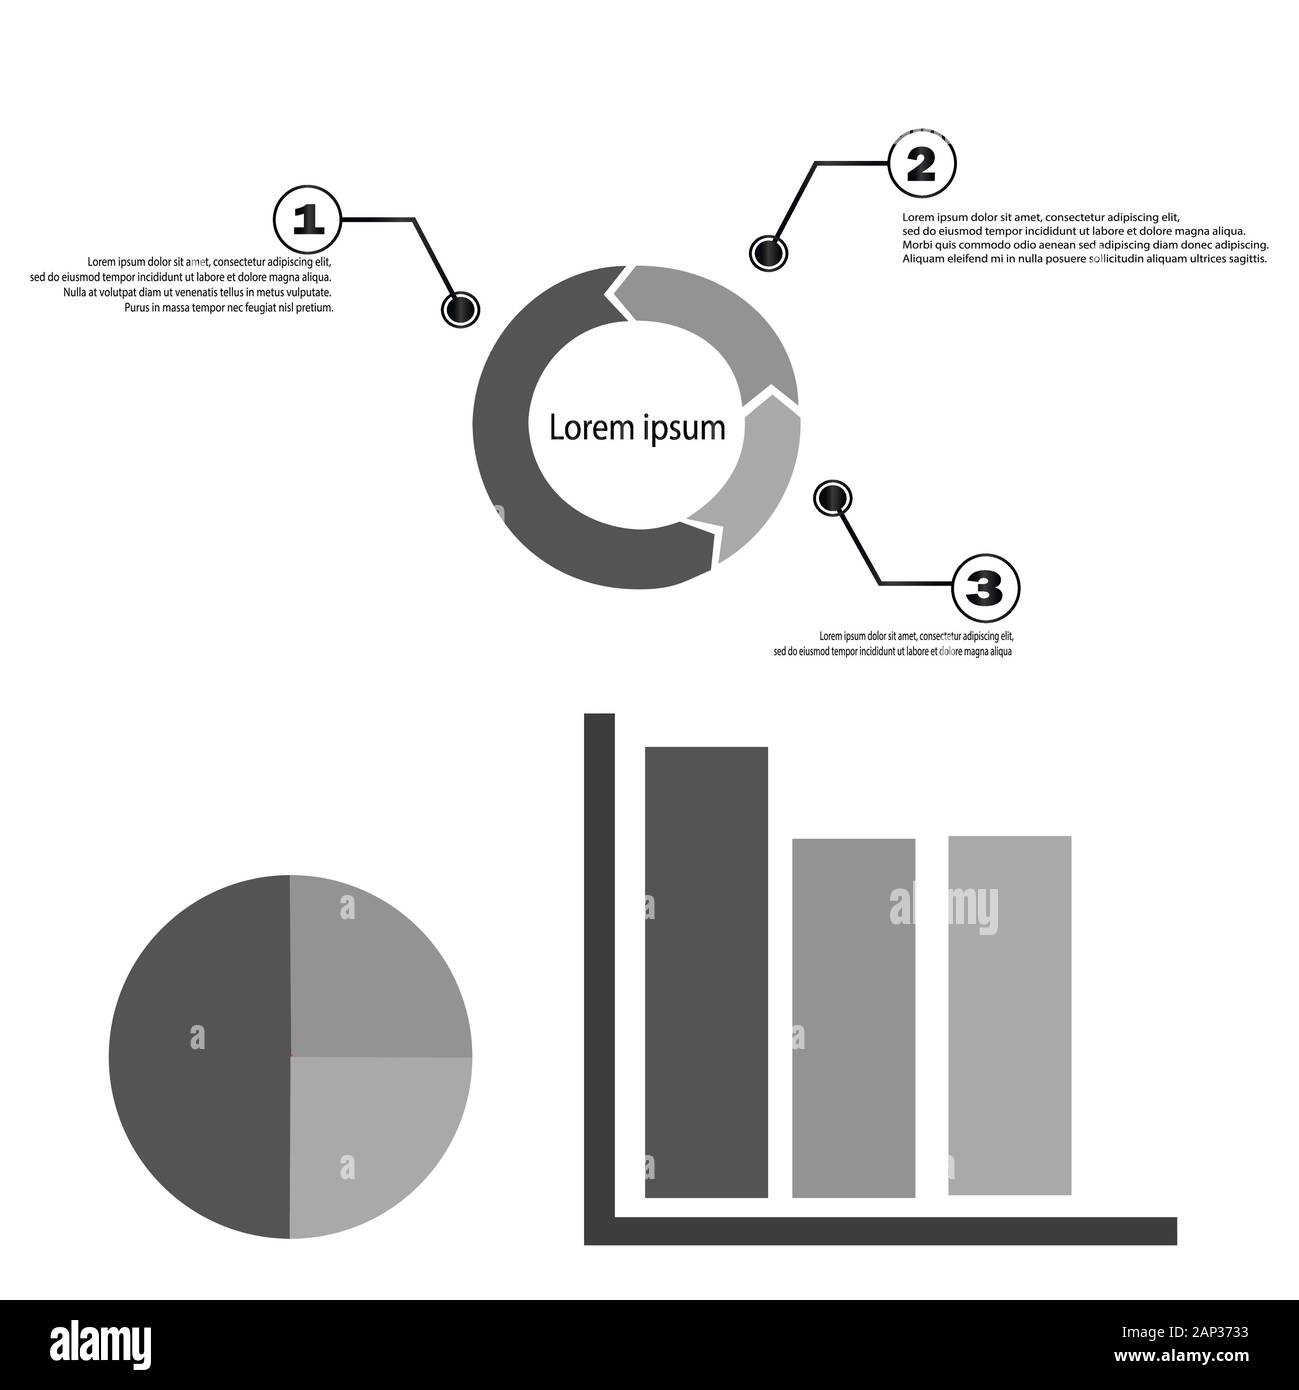 1
Lorem ipsum dolor sit amet, consectetur adipiscing elit,
sed do eiusmod tempor incididunt ut labore et dolore magna aliqua.
Nulla at volutpat diam ut venenatis tellus in metus vulputate.
Purus in massa tempor nec feugiat nisl pretium.
2
Lorem ipsum dolor sit amet, consectetur adipiscing elit,
sed do eiusmod tempor incididunt ut labore et dolore magna aliqua.
Morbi quis commodo odio aenean sed adipiscing diam donec adipiscing.
Aliquam eleifend mi in nulla posuere sollicitudin aliquam ultrices sagittis.
Lorem ipsum
3
Lorem ipsum dolor sit amet, consectetur adipiscing elit,
sed do eiusmod tempor incididunt ut labore et dolore magna aliqua
a
a
a
a
a
a
a
a
alamy
alamy
Image ID: 2AP3733
www.alamy.com